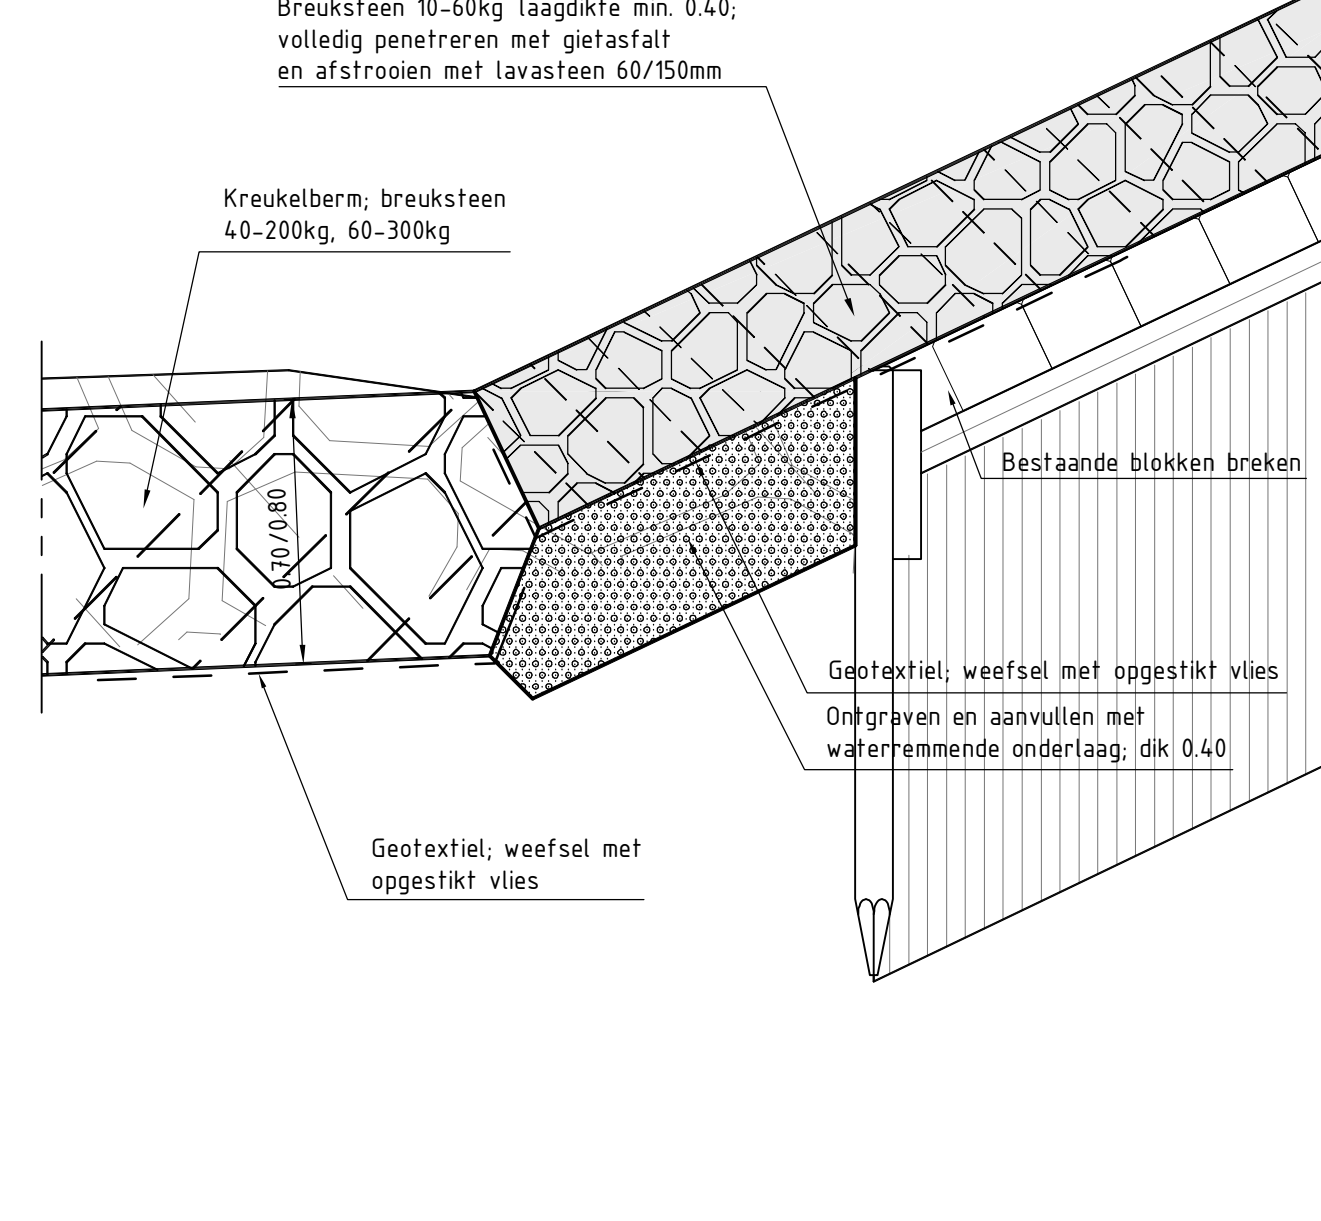 Breuksteen 10-60kg laagdikte min. 0.40;
volledig penetreren met gietasfalt
en afstrooien met lavasteen 60/150mm
Kreukelberm; breuksteen
40-200kg, 60-300kg
0.70/0.80
Bestaande blokken breken
Geotextiel; weefsel met opgestikt vlies
Ontgraven en aanvullen met
waterremmende onderlaag; dik 0.40
Geotextiel; weefsel met
opgestikt vlies